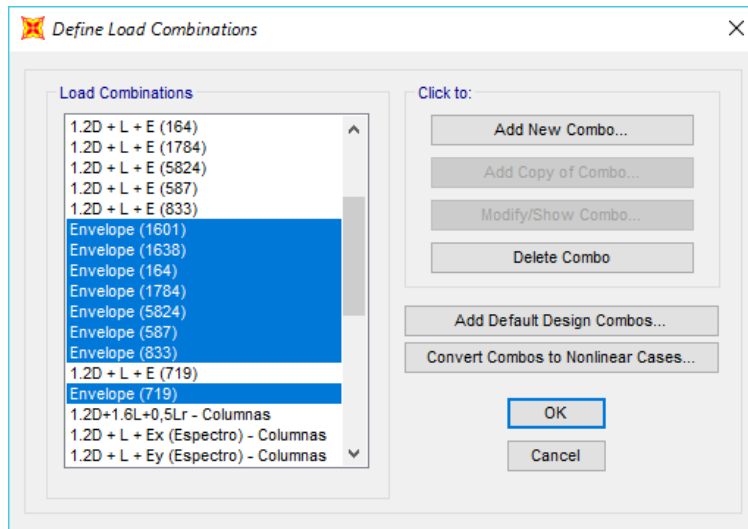 Define Load Combinations
Load Combinations
1.2D + L + E (164)
1.2D + L + E (1784)
1.2D + L + E (5824)
1.2D + L + E (587)
1.2D + L + E (833)
Envelope (1601)
Envelope (1638)
Envelope (164)
Envelope (1784)
Envelope (5824)
Envelope (587)
Envelope (833)
1.2D + L + E (719)
Envelope (719)
1.2D+1.6L+0,5Lr - Columnas
1.2D + L + Ex (Espectro) - Columnas
1.2D + L + Ey (Espectro) - Columnas
Click to:
Add New Combo...
Add Copy of Combo...
Modify/Show Combo...
Delete Combo
Add Default Design Combos...
Convert Combos to Nonlinear Cases...
OK
Cancel